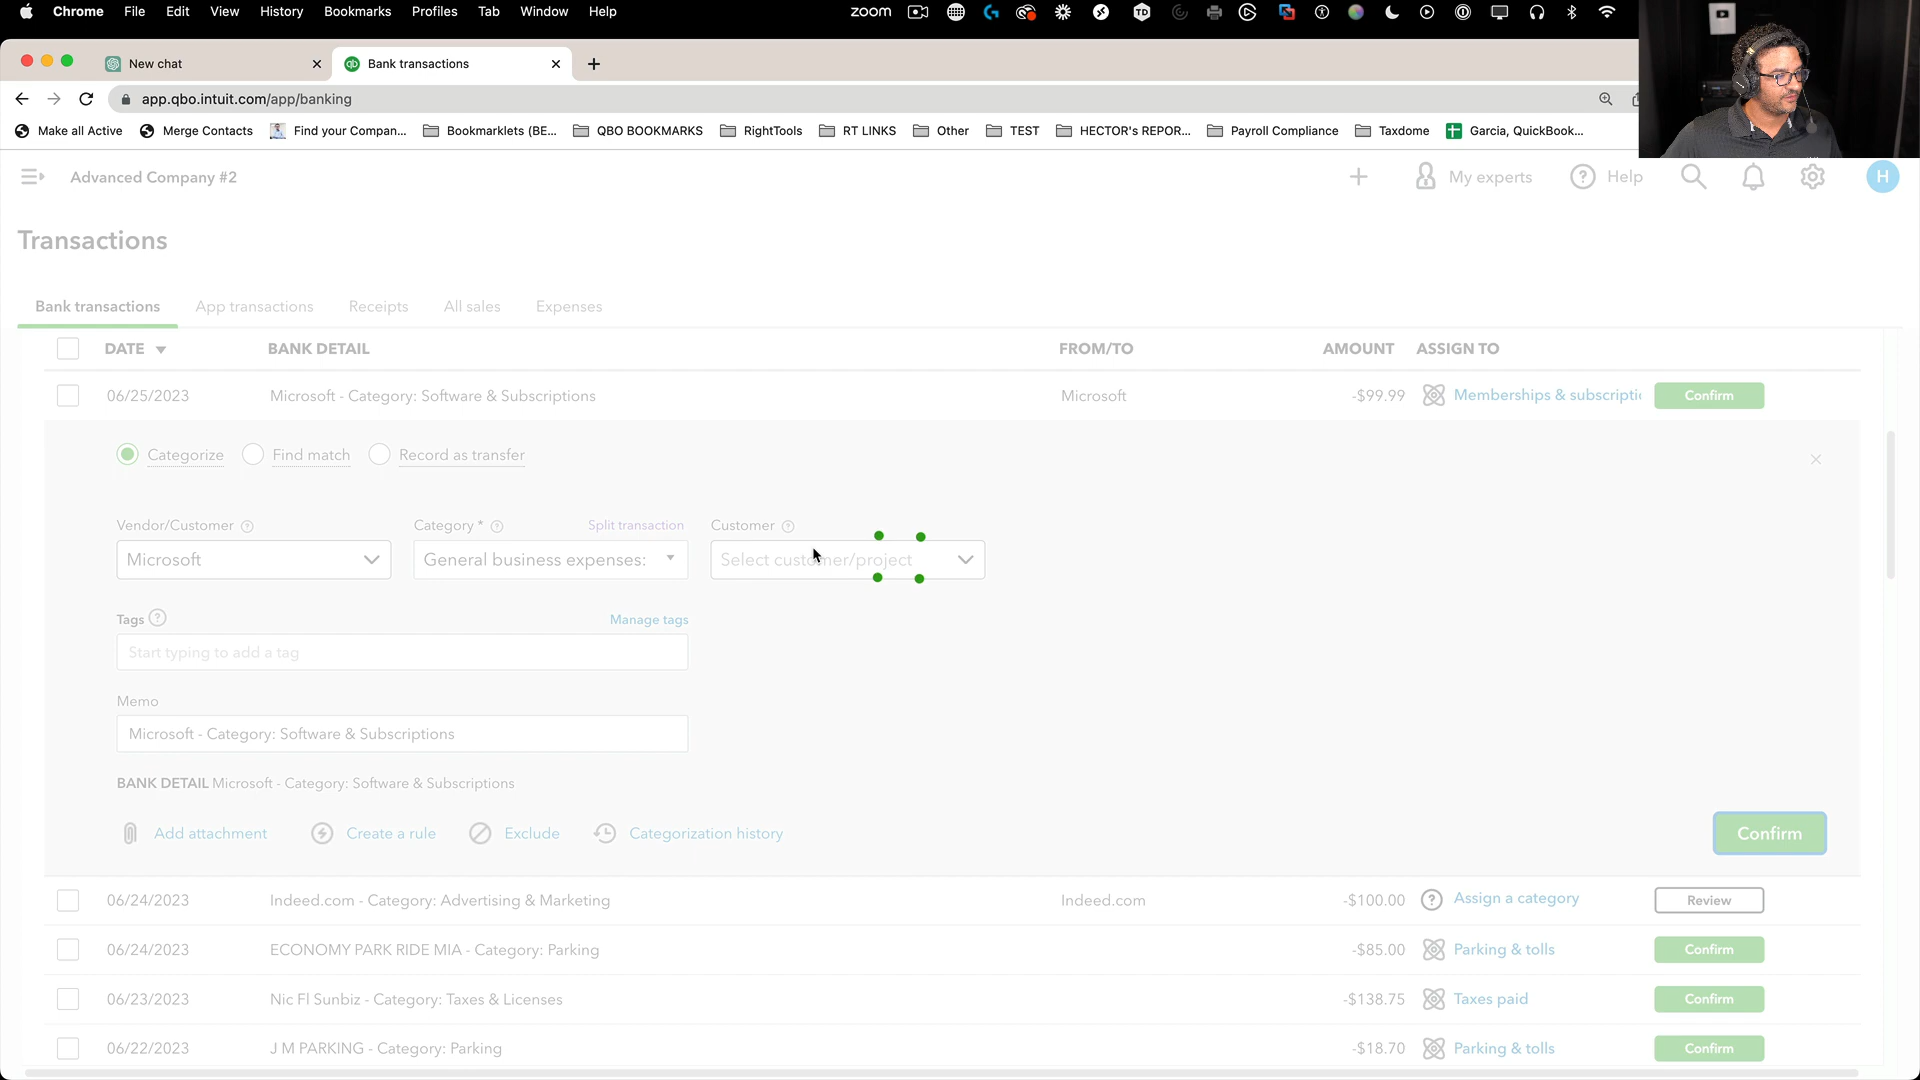 Chrome File Edit View History Bookmarks Profiles Tab Window Help zoom TD
New chat Bank transactions
app.qbo.intuit.com/app/banking
Make all Active Merge Contacts Find your Compan... Bookmarklets (BE... QBO BOOKMARKS RightTools RT LINKS Other TEST HECTOR's REPOR... Payroll Compliance Taxdome Garcia, QuickBook...
Advanced Company #2 My experts Help H
Transactions
Bank transactions App transactions Receipts All sales Expenses
DATE BANK DETAIL FROM/TO AMOUNT ASSIGN TO
06/25/2023 Microsoft - Category: Software & Subscriptions Microsoft -$99.99 Memberships & subscriptic Confirm
Categorize Find match Record as transfer
Vendor/Customer Category * Split transaction Customer
Microsoft General business expenses: Select customer/project
Tags Manage tags
Start typing to add a tag
Memo
Microsoft - Category: Software & Subscriptions
BANK DETAIL Microsoft - Category: Software & Subscriptions
Add attachment Create a rule Exclude Categorization history Confirm
06/24/2023 Indeed.com - Category: Advertising & Marketing Indeed.com -$100.00 Assign a category Review
06/24/2023 ECONOMY PARK RIDE MIA - Category: Parking -$85.00 Parking & tolls Confirm
06/23/2023 Nic Fl Sunbiz - Category: Taxes & Licenses -$138.75 Taxes paid Confirm
06/22/2023 J M PARKING - Category: Parking -$18.70 Parking & tolls Confirm